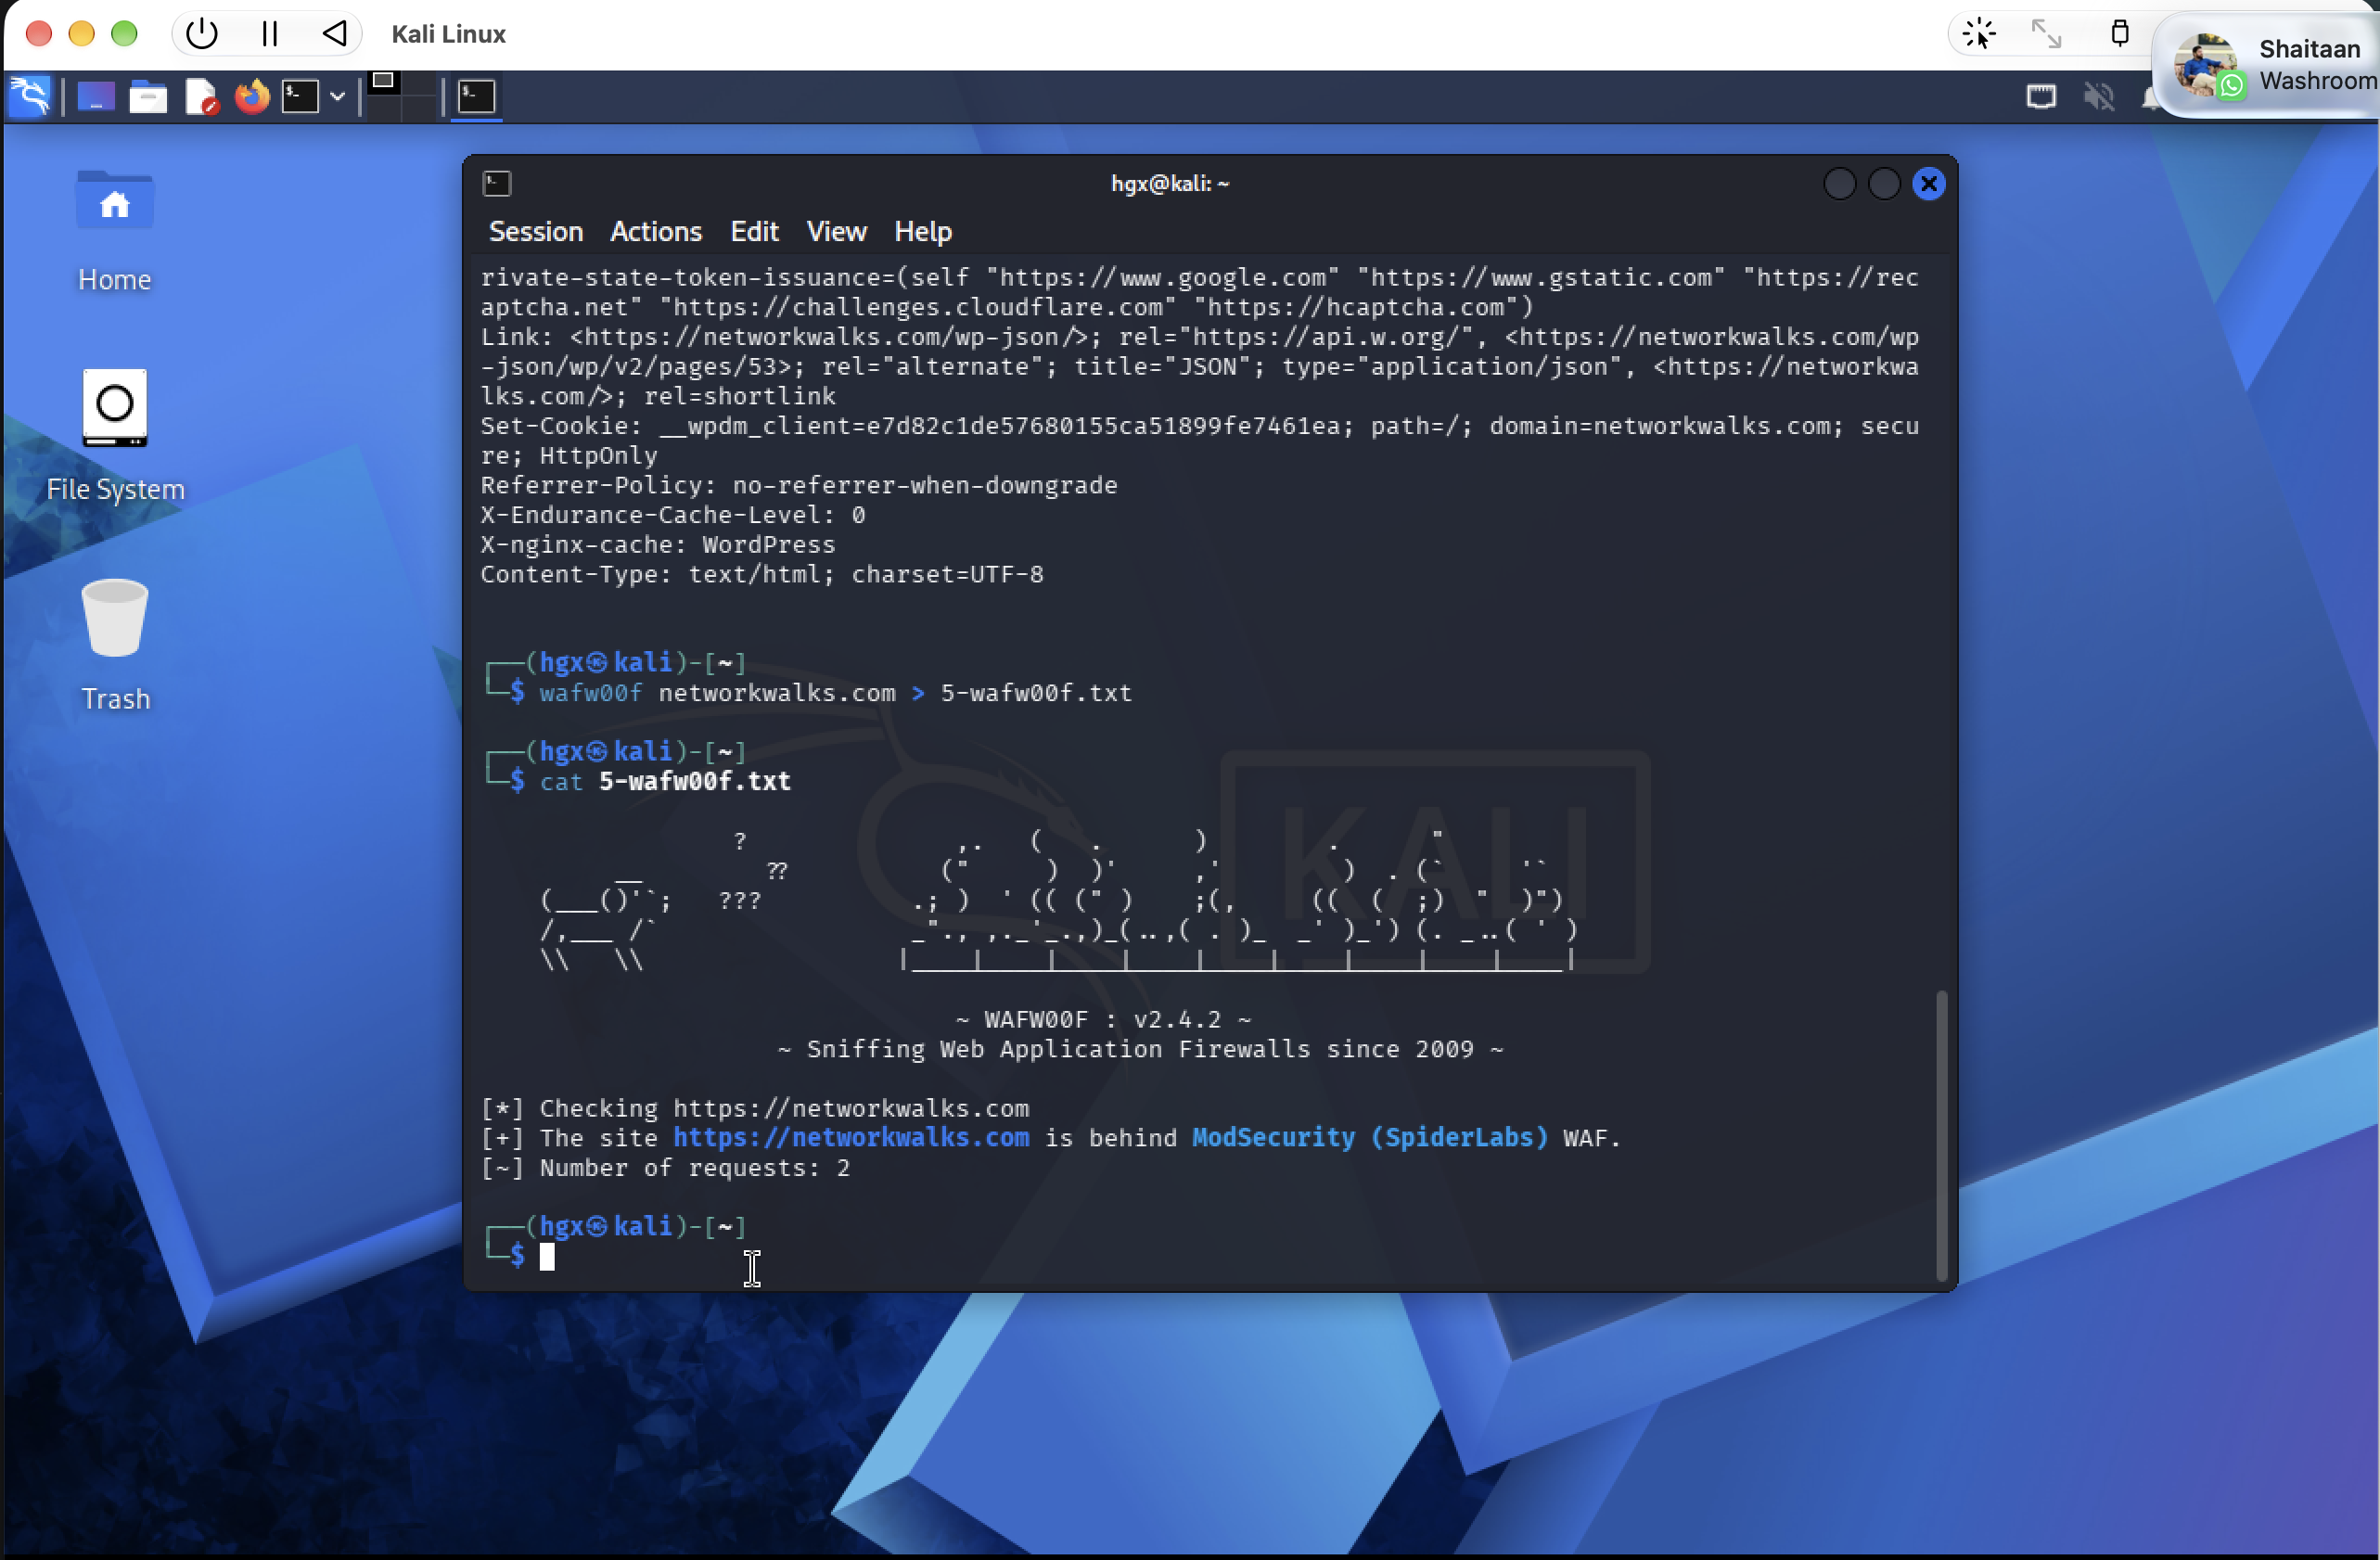 Kali Linux
Shaitaan
Washroom
Home
File System
Trash
hgx@kali: ~
Session Actions Edit View Help
rivate-state-token-issuance=(self "https://www.google.com" "https://www.gstatic.com" "https://rec
aptcha.net" "https://challenges.cloudflare.com" "https://hcaptcha.com")
Link: <https://networkwalks.com/wp-json/>; rel="https://api.w.org/", <https://networkwalks.com/wp
-json/wp/v2/pages/53>; rel="alternate"; title="JSON"; type="application/json", <https://networkwa
lks.com/>; rel=shortlink
Set-Cookie: __wpdm_client=e7d82c1de57680155ca51899fe7461ea; path=/; domain=networkwalks.com; secu
re; HttpOnly
Referrer-Policy: no-referrer-when-downgrade
X-Endurance-Cache-Level: 0
X-nginx-cache: WordPress
Content-Type: text/html; charset=UTF-8
┌──(hgx㉿kali)-[~]
└─$ wafw00f networkwalks.com > 5-wafw00f.txt
┌──(hgx㉿kali)-[~]
└─$ cat 5-wafw00f.txt
KALI
~ WAFW00F : v2.4.2 ~
~ Sniffing Web Application Firewalls since 2009 ~
[*] Checking https://networkwalks.com
[+] The site https://networkwalks.com is behind ModSecurity (SpiderLabs) WAF.
[~] Number of requests: 2
┌──(hgx㉿kali)-[~]
└─$